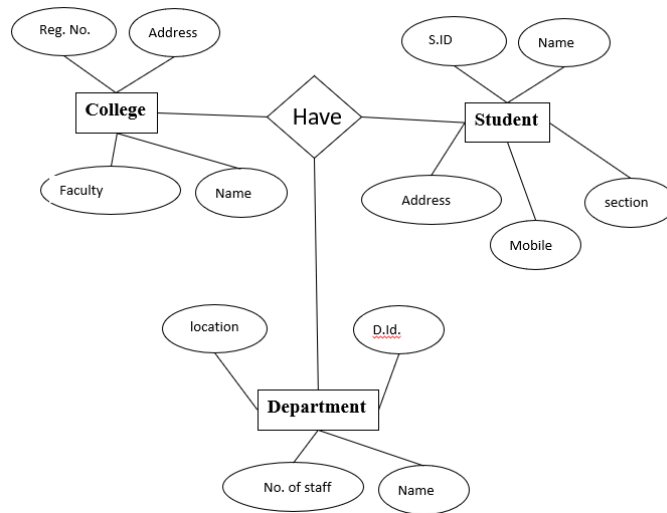 Reg. No.
Address
S.ID
Name
College
Have
Student
Faculty
Name
Address
section
Mobile
location
D.Id.
Department
No. of staff
Name